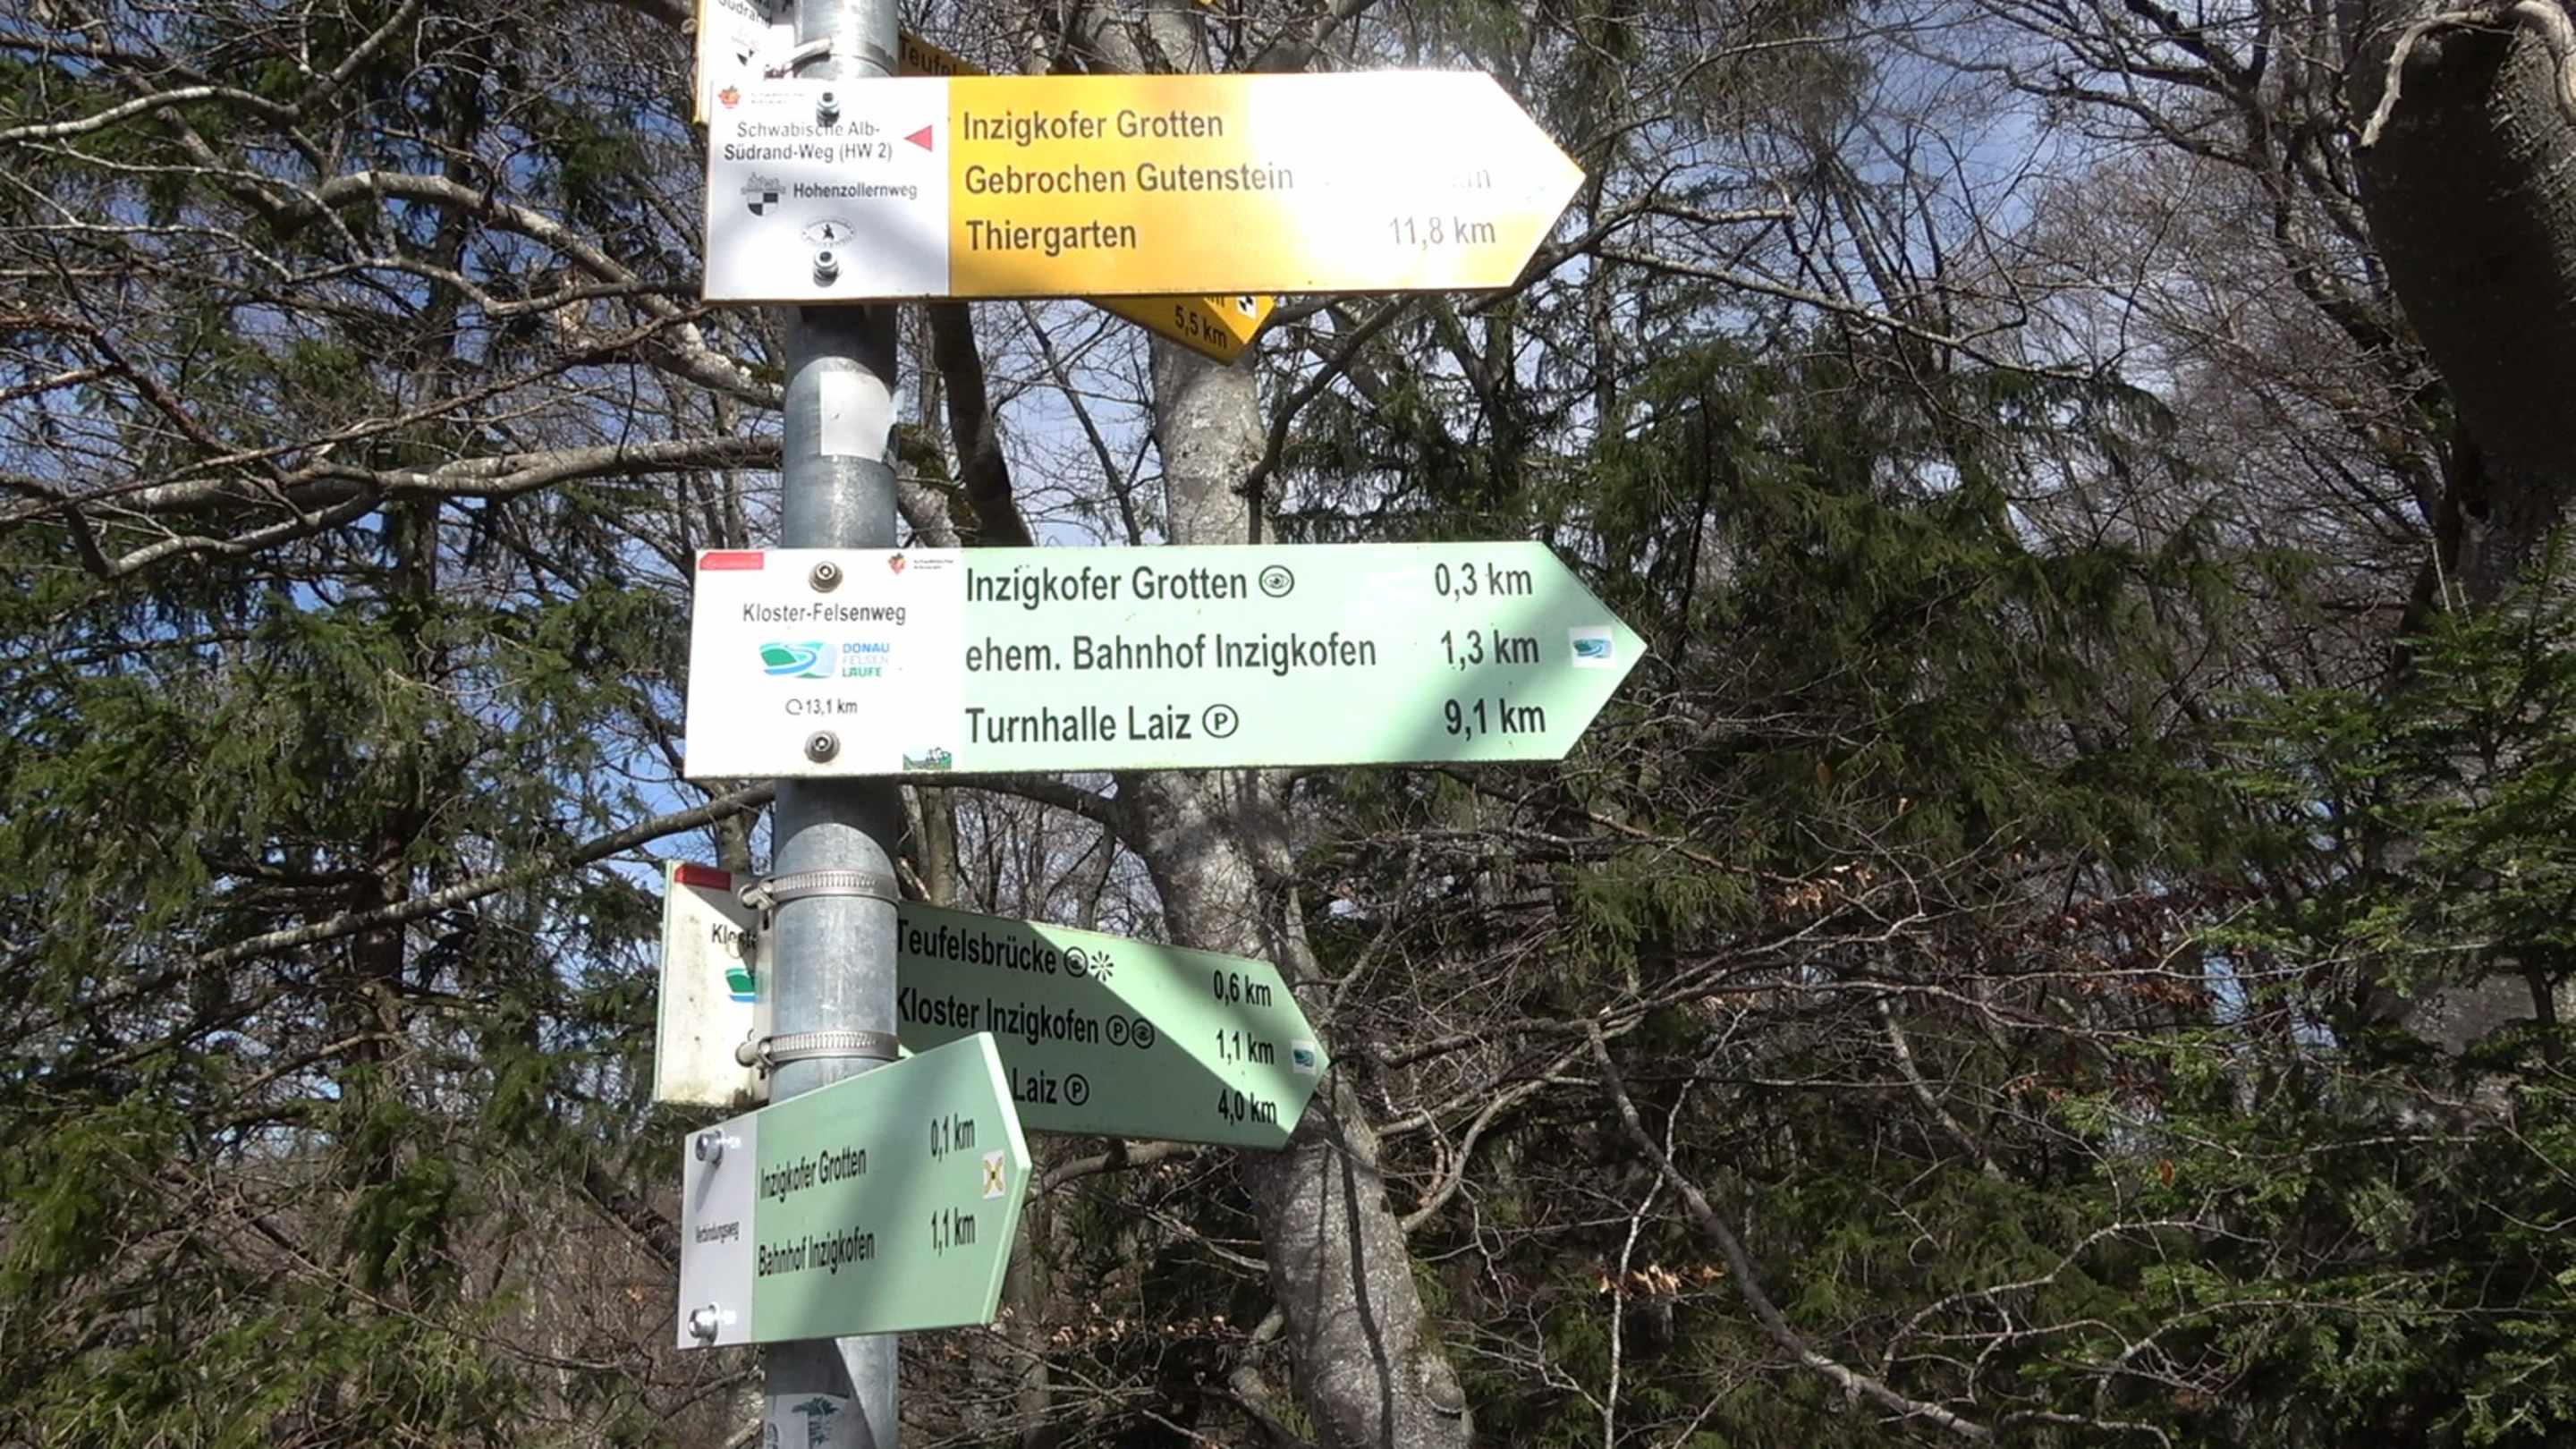 Südrand
Teufel
Schwäbische Alb-
Südrand-Weg (HW 2)
Hohenzollernweg
Inzigkofer Grotten
Gebrochen Gutenstein
Thiergarten 11,8 km
5,5 km
Kloster-Felsenweg
DONAU
FELSEN
LÄUFE
13,1 km
Inzigkofer Grotten 0,3 km
ehem. Bahnhof Inzigkofen 1,3 km
Turnhalle Laiz P 9,1 km
Teufelsbrücke 0,6 km
Kloster Inzigkofen P 1,1 km
Laiz P 4,0 km
Verbindungsweg
Inzigkofer Grotten 0,1 km
Bahnhof Inzigkofen 1,1 km